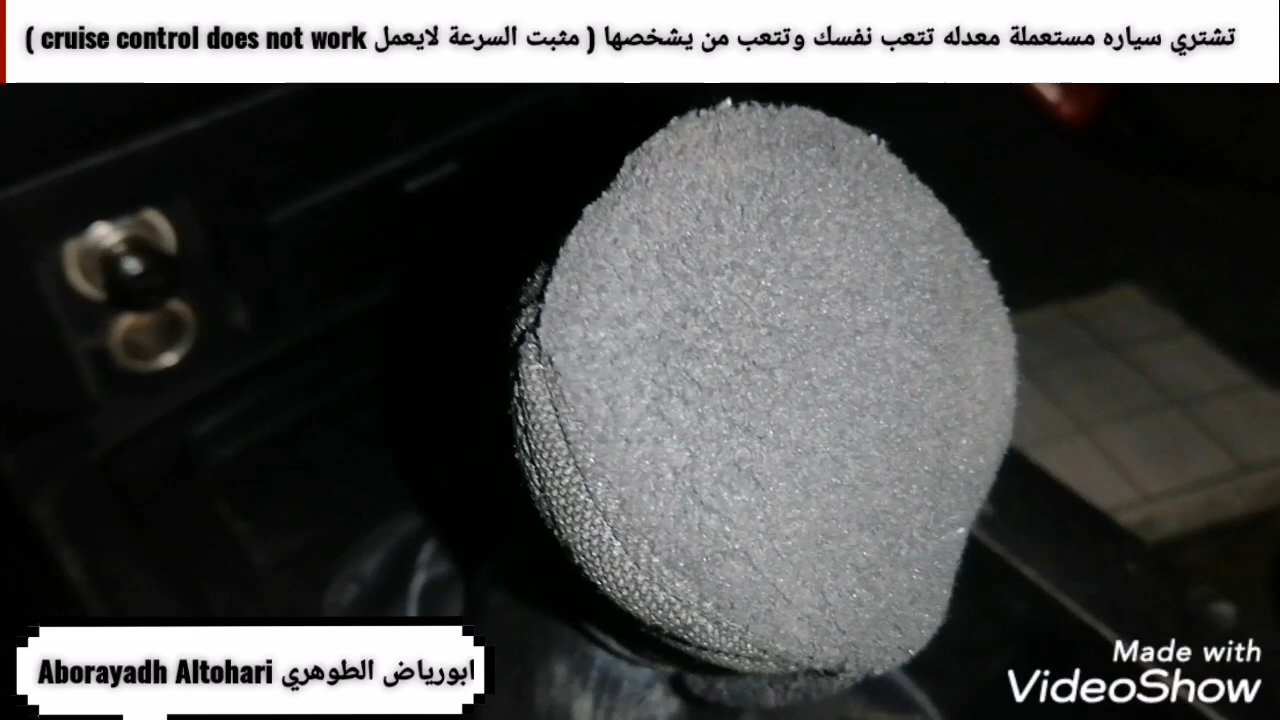 تشتري سياره مستعملة معدله تتعب نفسك وتتعب من يشخصها ( مثبت السرعة لايعمل cruise control does not work )
ابورياض الطوهري Aborayadh Altohari
Made with
VideoShow